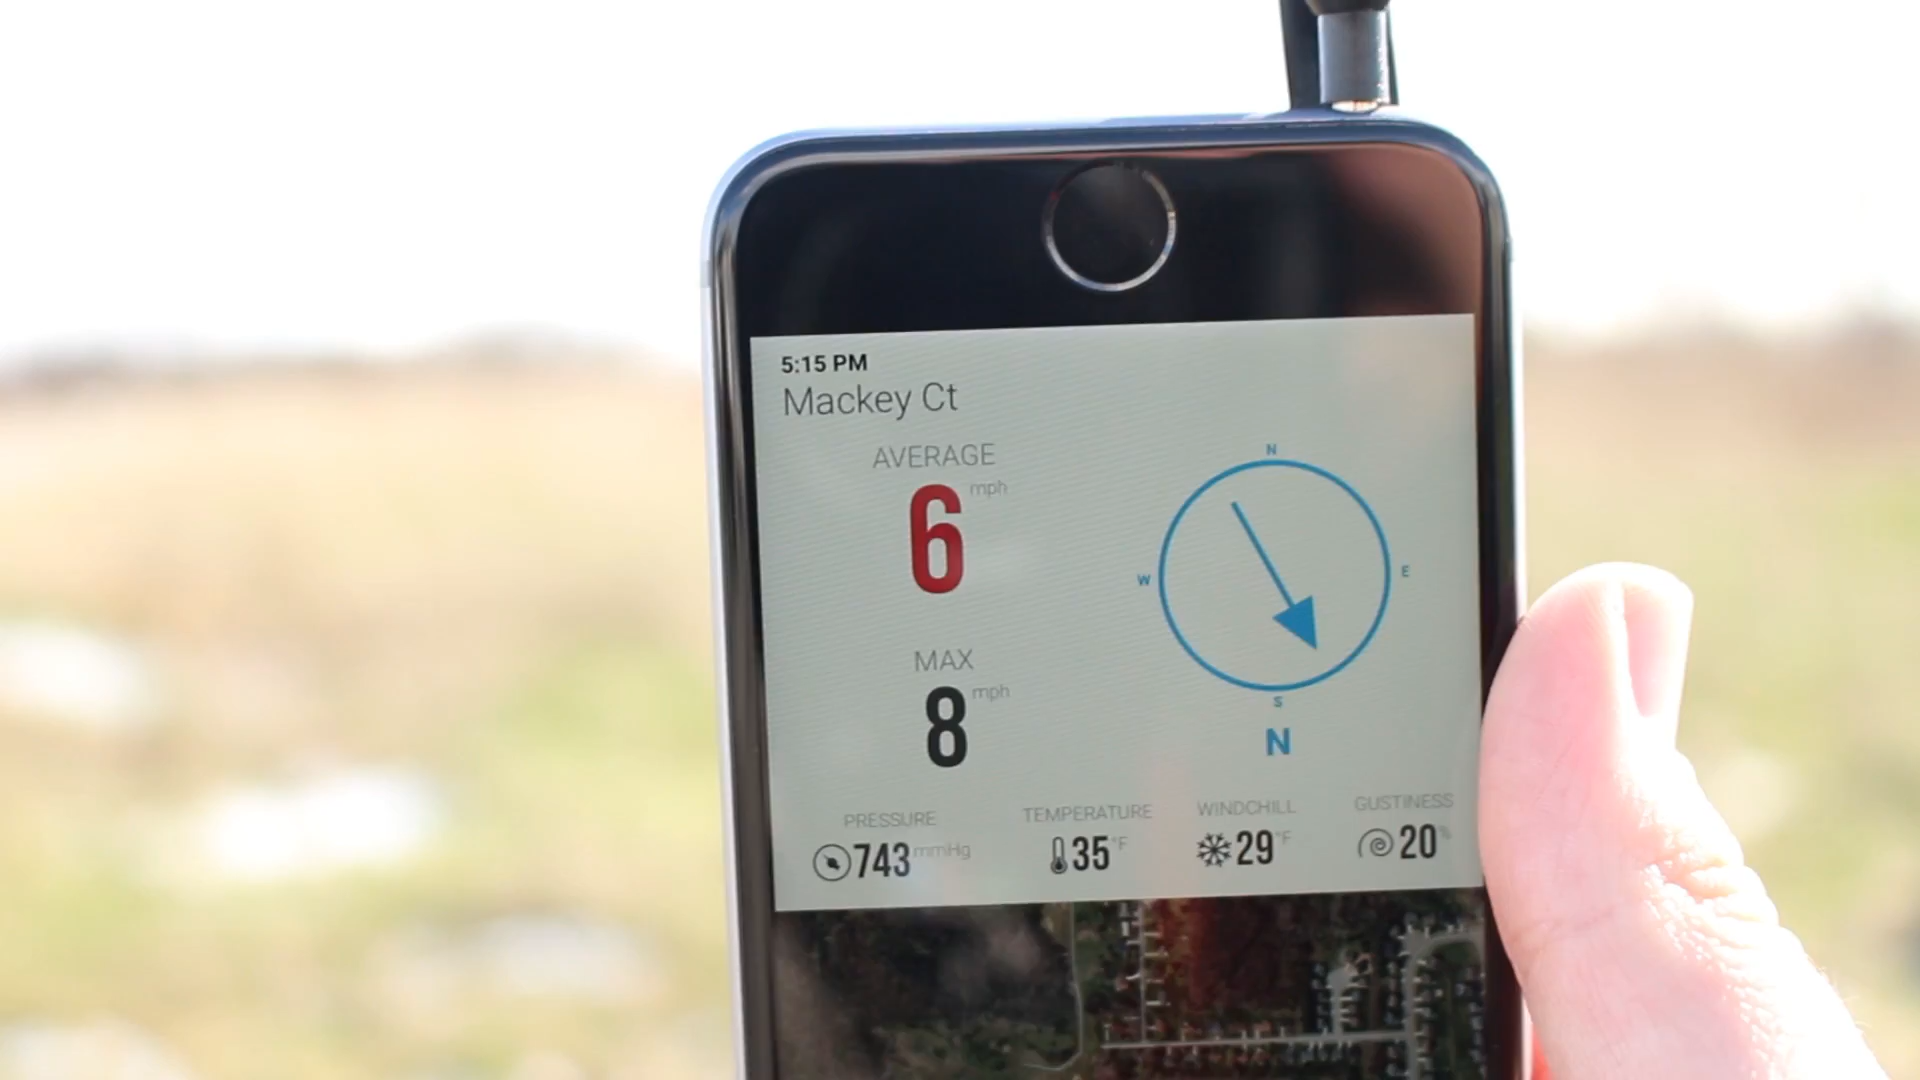 5:15 PM
Mackey Ct
AVERAGE
6 mph
MAX
8 mph
N
W
E
S
N
PRESSURE
743 mmHg
TEMPERATURE
35 °F
WINDCHILL
29 °F
GUSTINESS
20 %